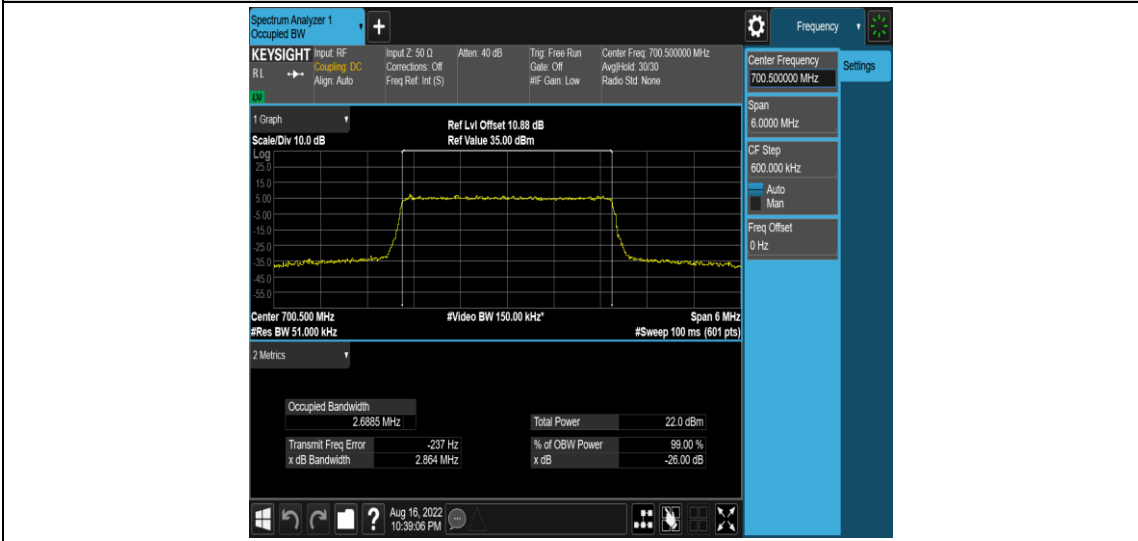 Spectrum Analyzer 1
Occupied BW
+
Frequency
KEYSIGHT
RL
Input: RF
Coupling: DC
Align: Auto
Input Z: 50 Ω
Corrections: Off
Freq Ref: Int (S)
Atten: 40 dB
Trig: Free Run
Gate: Off
#IF Gain: Low
Center Freq: 700.500000 MHz
Avg|Hold: 30/30
Radio Std: None
Center Frequency
700.500000 MHz
Settings
Span
6.0000 MHz
CF Step
600.000 kHz
Auto
Man
Freq Offset
0 Hz
1 Graph
Scale/Div 10.0 dB
Ref Lvl Offset 10.88 dB
Ref Value 35.00 dBm
Log
25.0
15.0
5.00
-5.00
-15.0
-25.0
-35.0
-45.0
-55.0
Center 700.500 MHz
#Video BW 150.00 kHz*
Span 6 MHz
#Res BW 51.000 kHz
#Sweep 100 ms (601 pts)
2 Metrics
Occupied Bandwidth
2.6885 MHz
Total Power 22.0 dBm
Transmit Freq Error -237 Hz
% of OBW Power 99.00 %
x dB Bandwidth 2.864 MHz
x dB -26.00 dB
?
Aug 16, 2022
10:39:06 PM